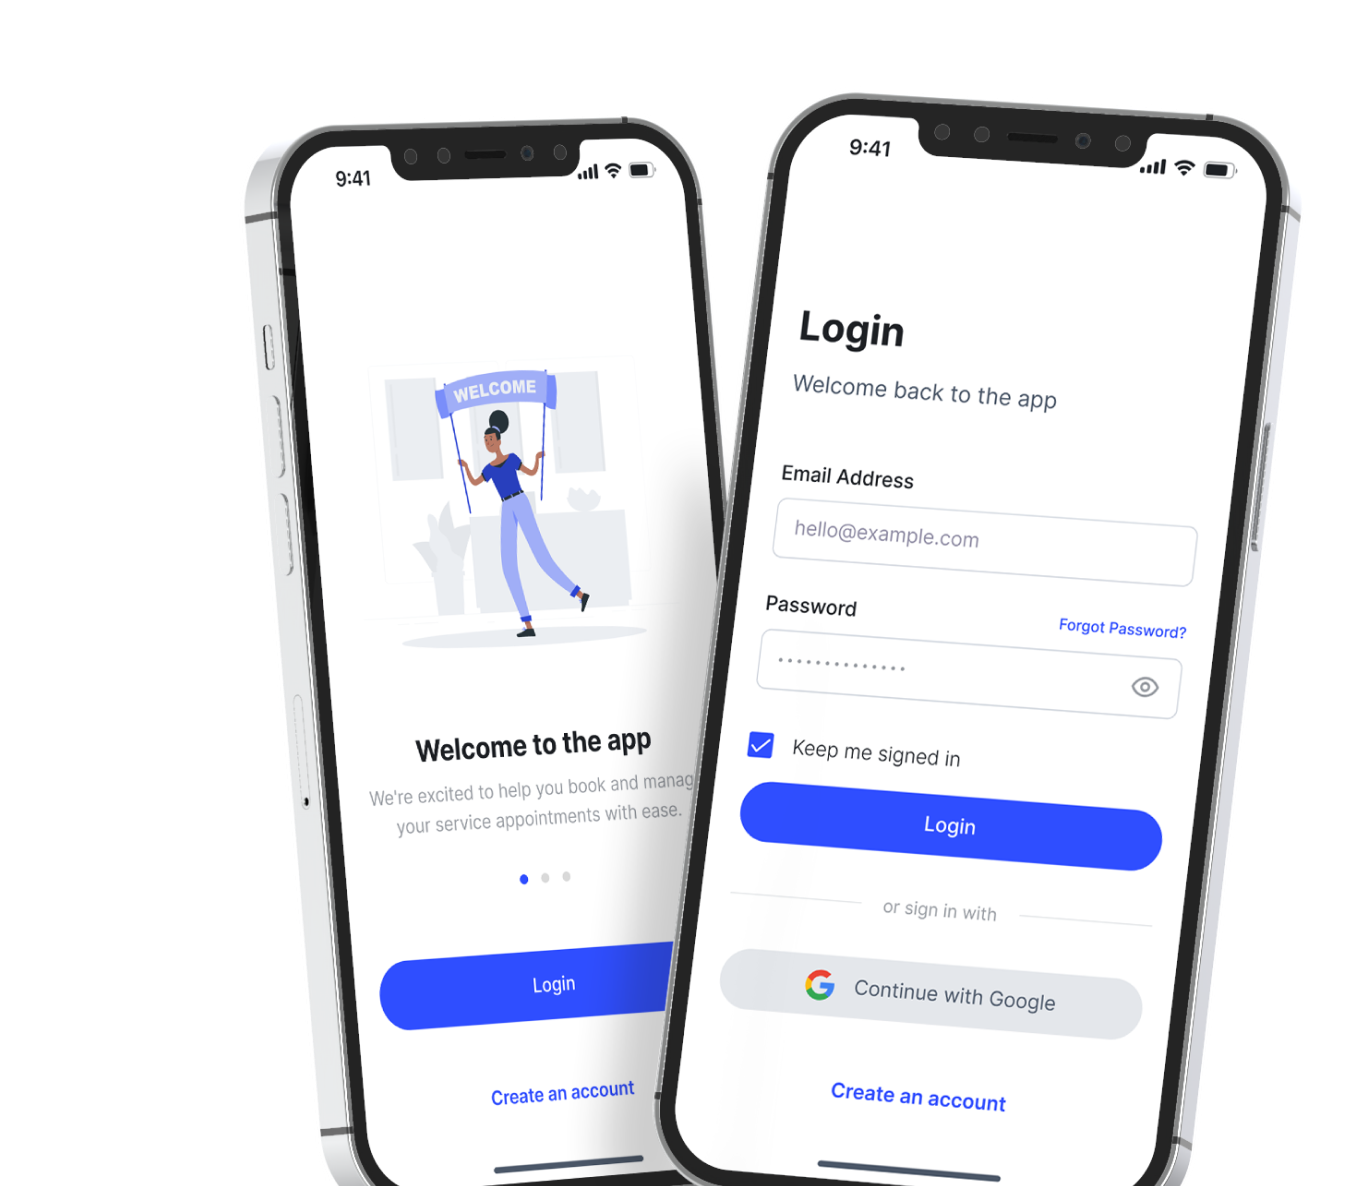 9:41
WELCOME
Welcome to the app
We're excited to help you book and manag
your service appointments with ease.
Login
Create an account
9:41
Login
Welcome back to the app
Email Address
hello@example.com
Password
Forgot Password?
Keep me signed in
Login
or sign in with
Continue with Google
Create an account